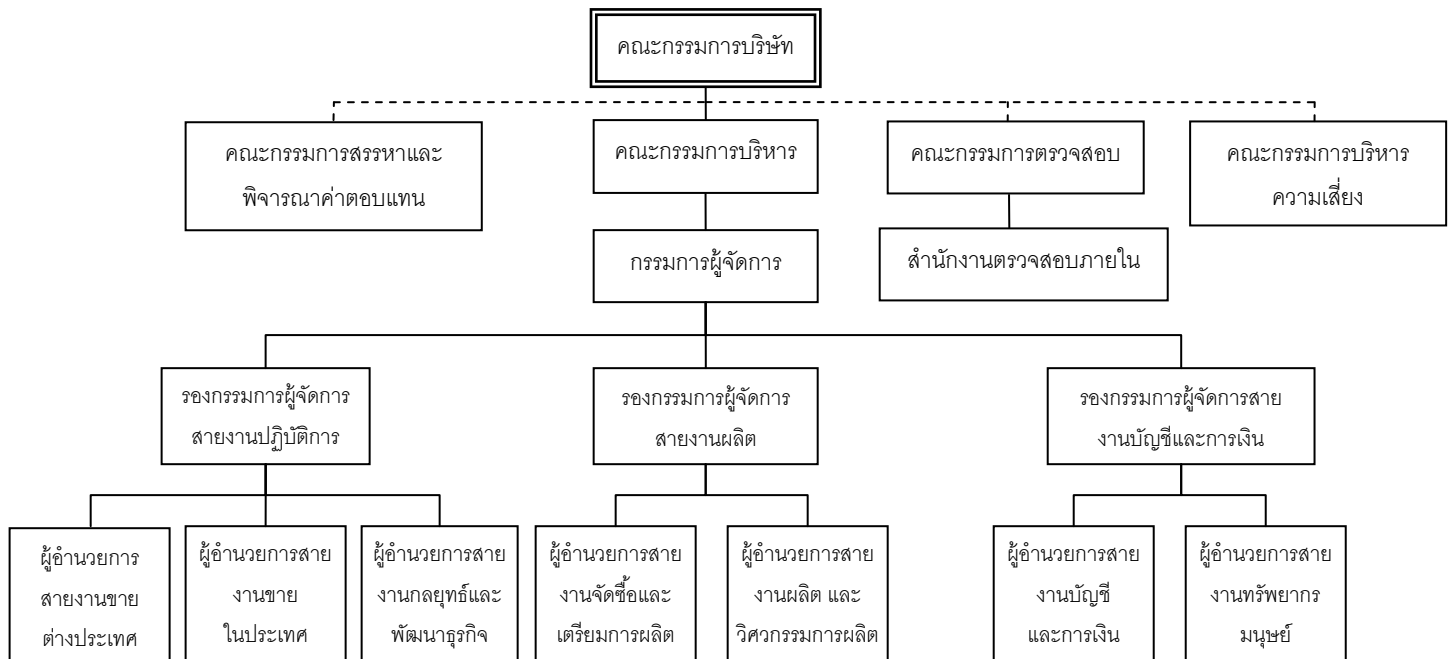 คณะกรรมการบริษัท
คณะกรรมการสรรหาและ
พิจารณาค่าตอบแทน
คณะกรรมการบริหาร
คณะกรรมการตรวจสอบ
คณะกรรมการบริหาร
ความเสี่ยง
กรรมการผู้จัดการ
สำนักงานตรวจสอบภายใน
รองกรรมการผู้จัดการ
สายงานปฏิบัติการ
รองกรรมการผู้จัดการ
สายงานผลิต
รองกรรมการผู้จัดการสาย
งานบัญชีและการเงิน
ผู้อำนวยการ
สายงานขาย
ต่างประเทศ
ผู้อำนวยการสาย
งานขาย
ในประเทศ
ผู้อำนวยการสาย
งานกลยุทธ์และ
พัฒนาธุรกิจ
ผู้อำนวยการสาย
งานจัดซื้อและ
เตรียมการผลิต
ผู้อำนวยการสาย
งานผลิต และ
วิศวกรรมการผลิต
ผู้อำนวยการสาย
งานบัญชี
และการเงิน
ผู้อำนวยการสาย
งานทรัพยากร
มนุษย์